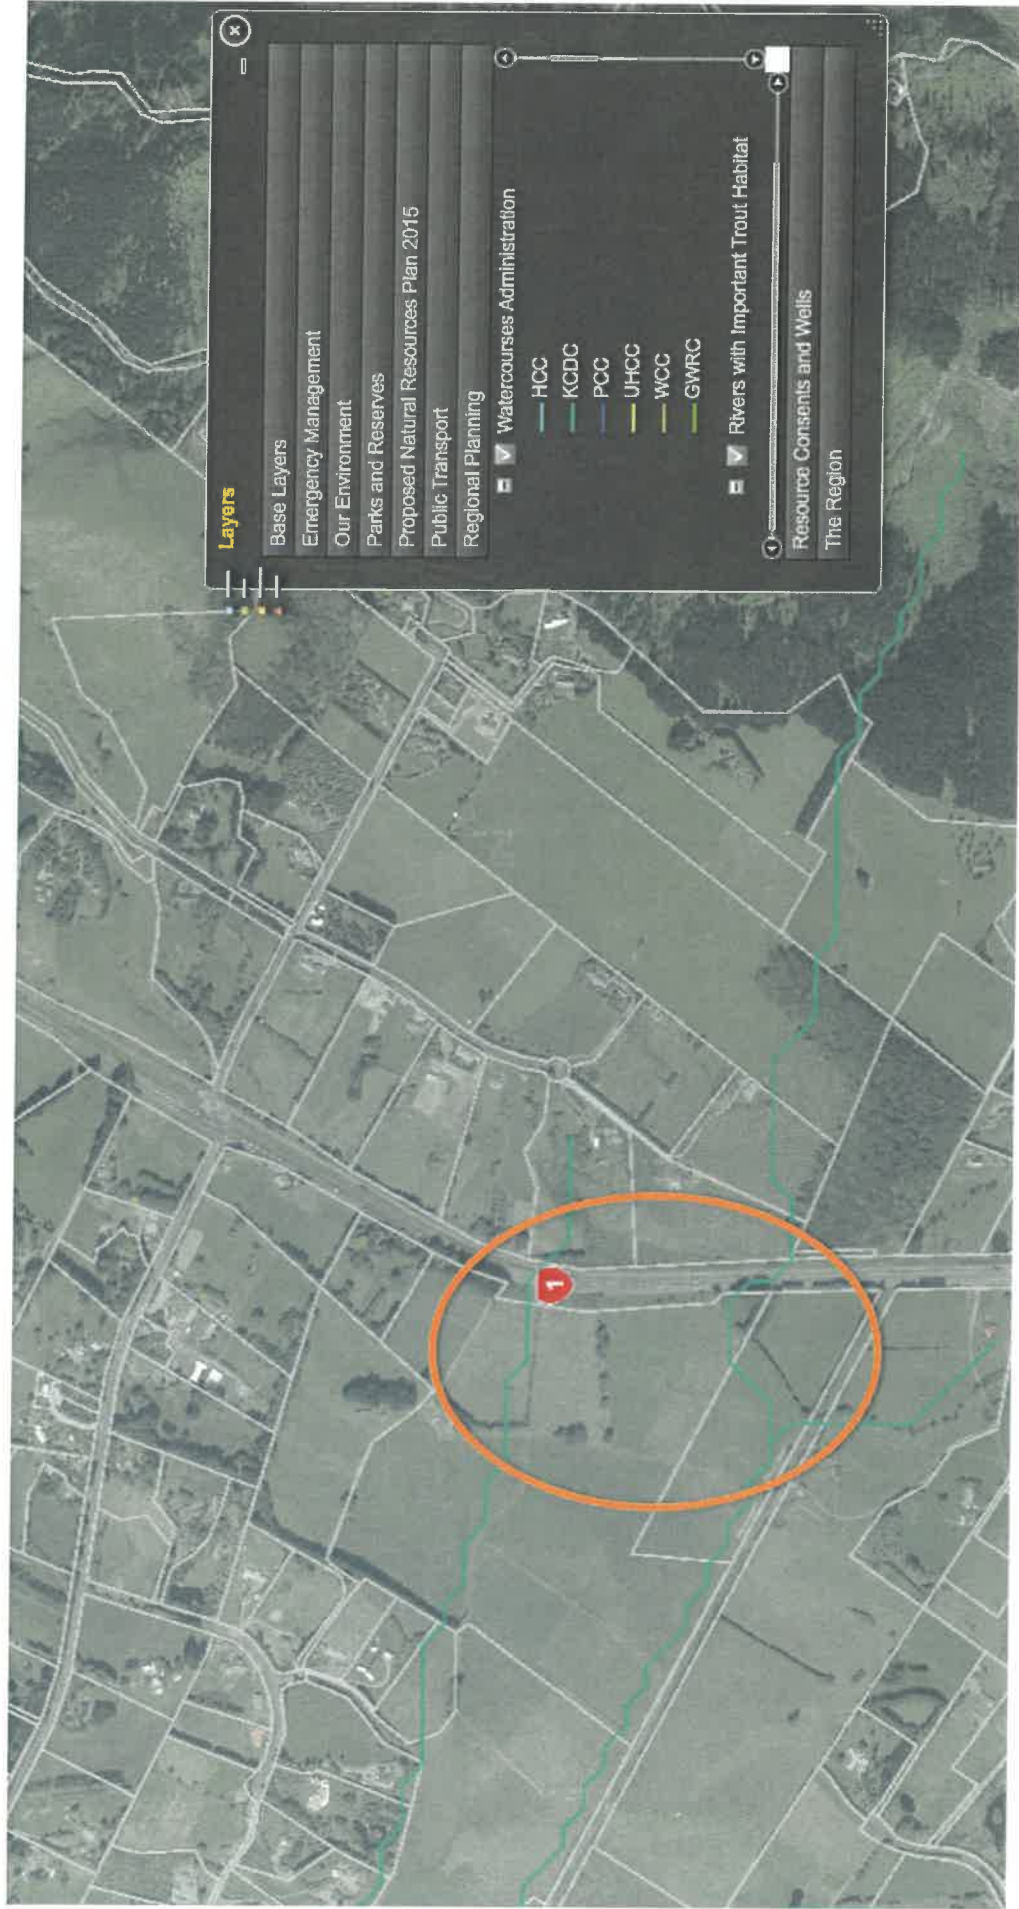 Layers
Base Layers
Emergency Management
Our Environment
Parks and Reserves
Proposed Natural Resources Plan 2015
Public Transport
Regional Planning
Watercourses Administration
HCC
KCDC
PCC
UHCC
WCC
GWRC
Rivers with Important Trout Habitat
Resource Consents and Wells
The Region
1